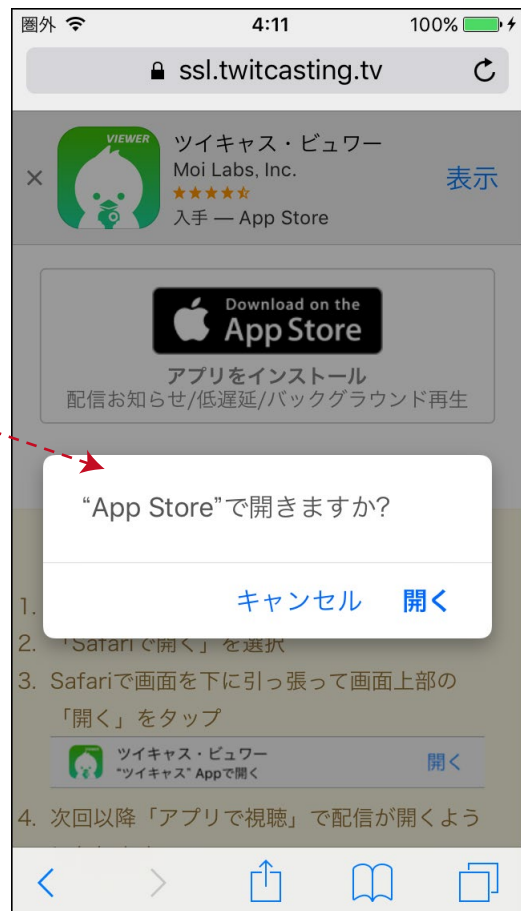 圏外 4:11 100%
ssl.twitcasting.tv
VIEWER
ツイキャス・ビュワー
Moi Labs, Inc.
表示
入手 — App Store
Download on the
App Store
アプリをインストール
配信お知らせ/低遅延/バックグラウンド再生
“App Store”で開きますか?
キャンセル 開く
1.
2. 「Safariで開く」を選択
3. Safariで画面を下に引っ張って画面上部の
「開く」をタップ
ツイキャス・ビュワー
“ツイキャス” Appで開く
開く
4. 次回以降「アプリで視聴」で配信が開くよう